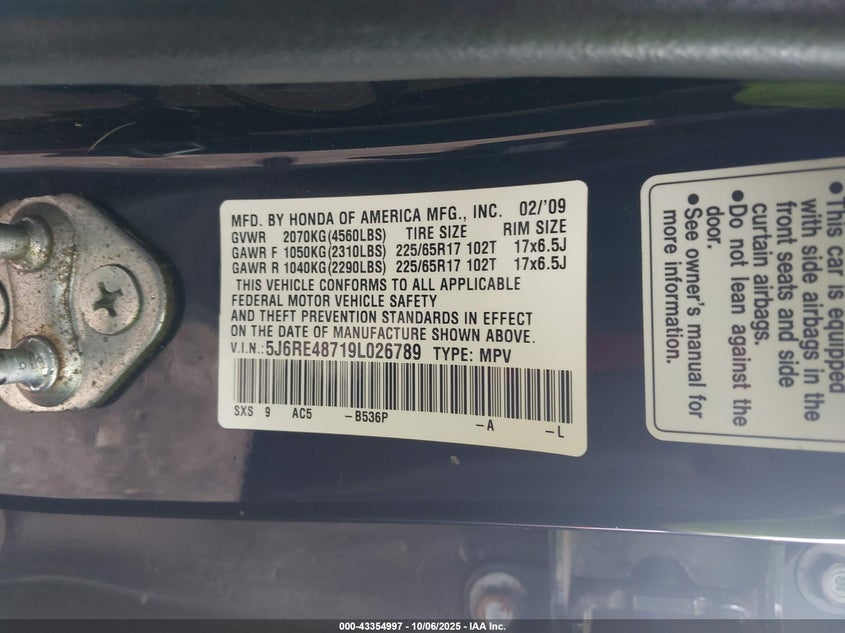 MFD. BY HONDA OF AMERICA MFG., INC. 02/'09
GVWR 2070KG(4560LBS) TIRE SIZE RIM SIZE
GAWR F 1050KG(2310LBS) 225/65R17 102T 17x6.5J
GAWR R 1040KG(2290LBS) 225/65R17 102T 17x6.5J
THIS VEHICLE CONFORMS TO ALL APPLICABLE
FEDERAL MOTOR VEHICLE SAFETY
AND THEFT PREVENTION STANDARDS IN EFFECT
ON THE DATE OF MANUFACTURE SHOWN ABOVE.
V.I.N.:5J6RE48719L026789 TYPE: MPV
SXS 9 AC5 -B536P -A -L
•This car is equipped
with side airbags in the
front seats and side
curtain airbags.
•Do not lean against the
door.
•See owner's manual for
more information.
000-43354997 - 10/06/2025 - IAA Inc.